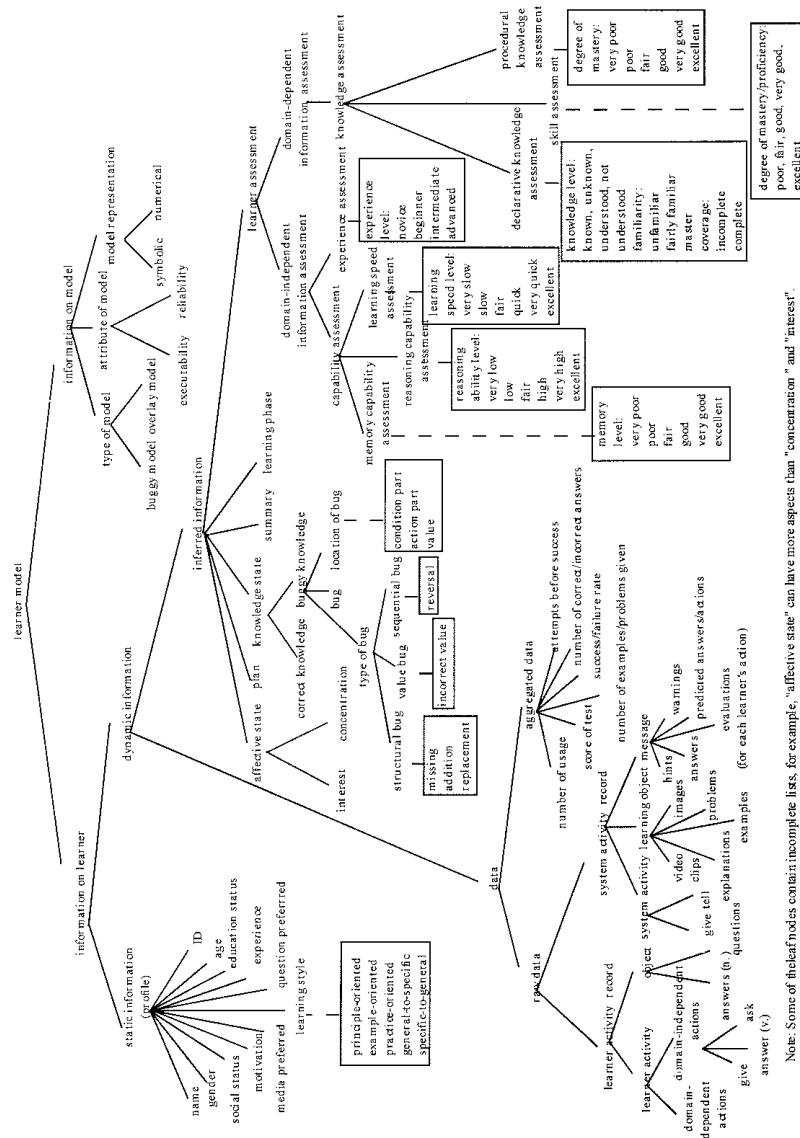 learner model
information on learner
information on model
static information
(profile)
dynamic information
type of model
attribute of model
model representation
buggy model
overlay model
executability
reliability
symbolic
numerical
name
gender
social status
motivation
media preferred
learning style
question preferrred
experience
education status
age
ID
principle-oriented
example-oriented
practice-oriented
general-to-specific
specific-to-general
inferred information
affective state
plan
knowledge state
summary
learning phase
learner assessment
interest
concentration
correct knowledge
buggy knowledge
bug
location of bug
condition part
action part
value
type of bug
structural bug
value bug
sequential bug
missing
addition
replacement
incorrect value
reversal
domain-independent
information assessment
domain-dependent
information assessment
capability assessment
experience assessment
knowledge assessment
experience
level:
novice
beginner
intermediate
advanced
memory capability
assessment
reasoning capability
assessment
learning speed
assessment
memory
level:
very poor
poor
fair
good
very good
excellent
reasoning
ability level:
very low
low
fair
high
very high
excellent
learning
speed level:
very slow
slow
fair
quick
very quick
excellent
declarative knowledge
assessment
skill assessment
procedural
knowledge
assessment
knowledge level:
known, unknown,
understood, not
understood
familiarity:
unfamiliar
fairly familiar
master
coverage:
incomplete
complete
degree of
mastery:
very poor
poor
fair
good
very good
excellent
degree of mastery/proficiency:
poor, fair, good, very good,
excellent
data
raw data
aggregated data
number of usage
score of test
number of examples/problems given
success/failure rate
number of correct/incorrect answers
attempts before success
learner activity record
system activity record
learner activity
object
domain-
dependent
actions
domain-independent
actions
give
answer (v.)
ask
answers (n.)
questions
system activity
learning object
message
give
tell
video
clips
explanations
examples
problems
images
hints
answers
evaluations
(for each learner's action)
predicted answers/actions
warnings
Note: Some of the leaf nodes contain incomplete lists, for example, "affective state" can have more aspects than "concentration" and "interest".